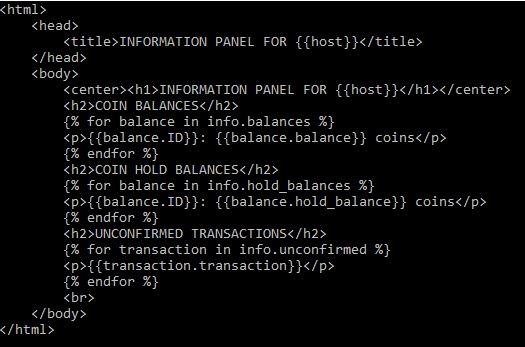 <html>
    <head>
        <title>INFORMATION PANEL FOR {{host}}</title>
    </head>
    <body>
        <center><h1>INFORMATION PANEL FOR {{host}}</h1></center>
        <h2>COIN BALANCES</h2>
        {% for balance in info.balances %}
        <p>{{balance.ID}}: {{balance.balance}} coins</p>
        {% endfor %}
        <h2>COIN HOLD BALANCES</h2>
        {% for balance in info.hold_balances %}
        <p>{{balance.ID}}: {{balance.hold_balance}} coins</p>
        {% endfor %}
        <h2>UNCONFIRMED TRANSACTIONS</h2>
        {% for transaction in info.unconfirmed %}
        <p>{{transaction.transaction}}</p>
        {% endfor %}
        <br>
    </body>
</html>